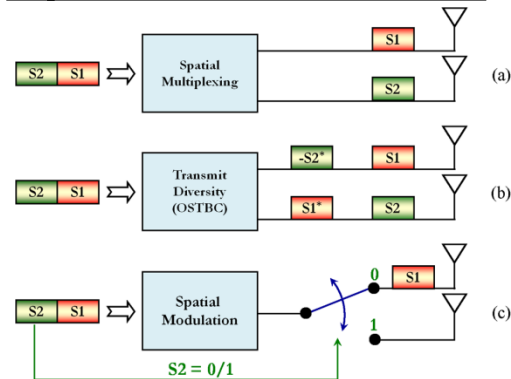 S2 S1
Spatial
Multiplexing
S1
S2
(a)
S2 S1
Transmit
Diversity
(OSTBC)
-S2* S1
S1* S2
(b)
S2 S1
Spatial
Modulation
0
S1
1
(c)
S2 = 0/1